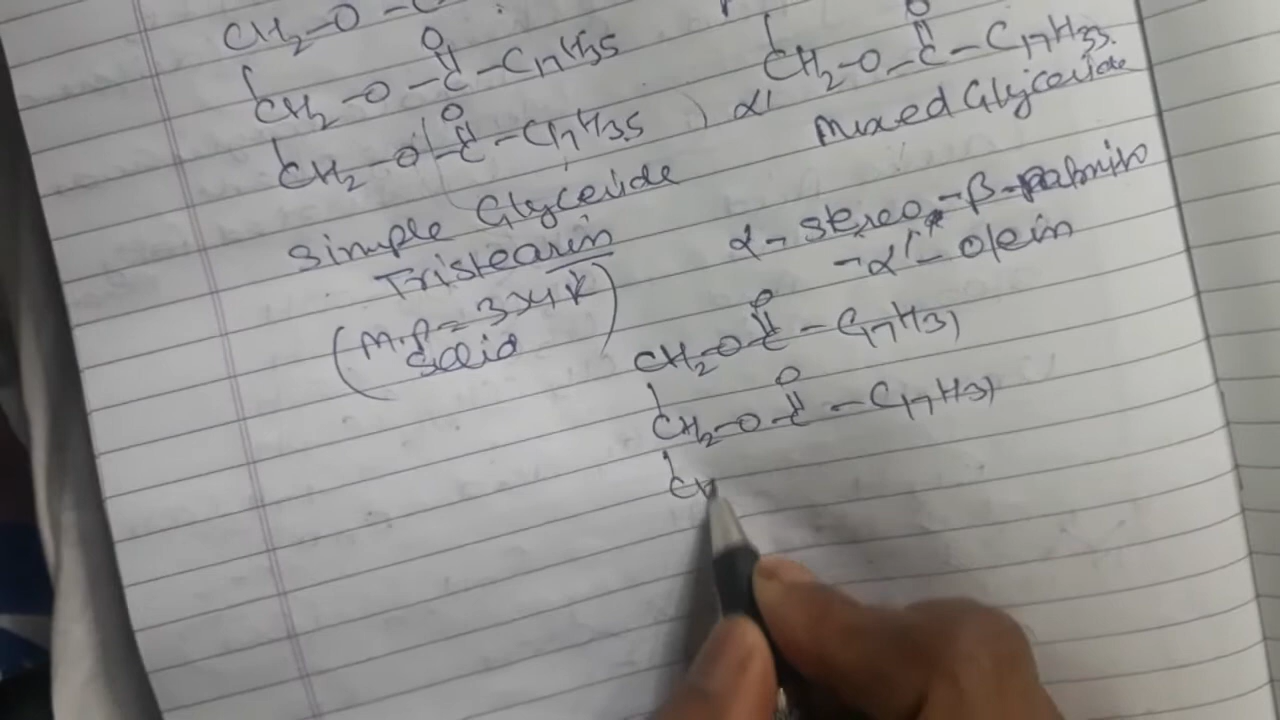 CH2-O-C
O
CH2-O-C-C17H35
O
CH2-O-C-C17H35
Simple Glyceride
Tristearin
(M.P = 344 K)
Solid
O
CH2-O-C-C17H35.
α'
Mixed Glyceride
α-stereo-β-palmito
-α'-olein
O
CH2-O-C-C17H31
O
CH2-O-C-C17H31
CH